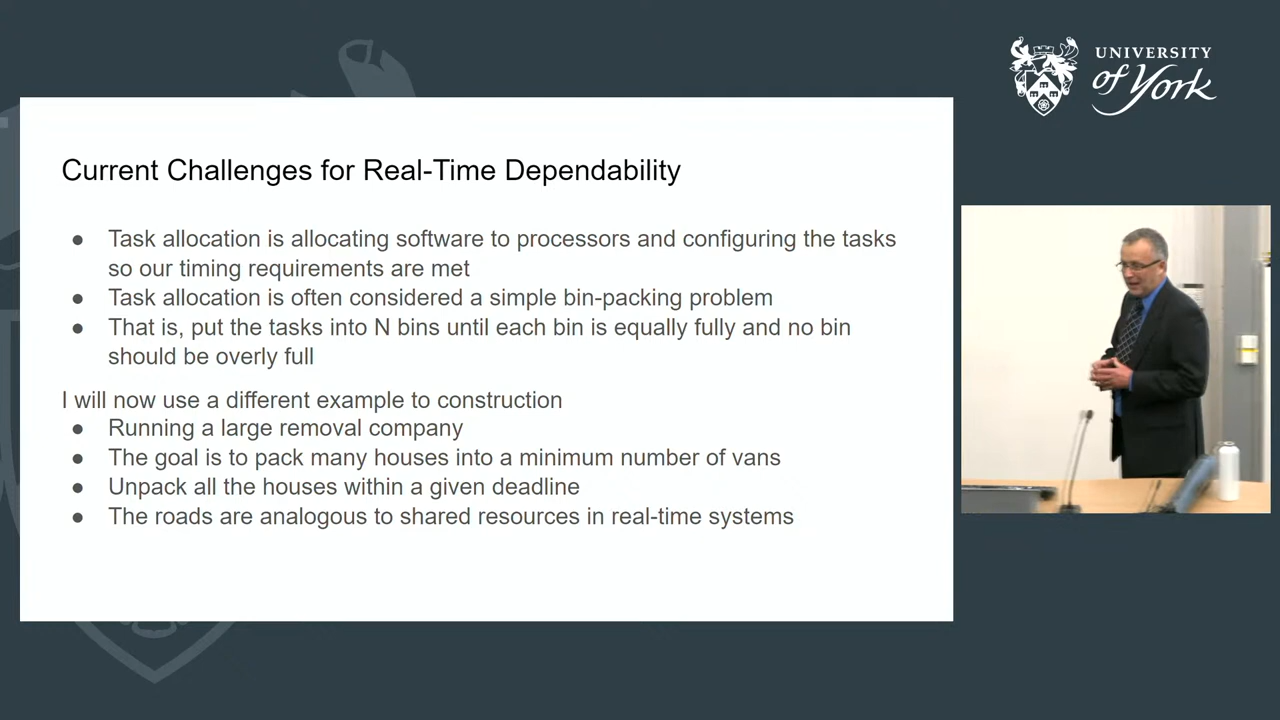 UNIVERSITY
of York
Current Challenges for Real-Time Dependability
● Task allocation is allocating software to processors and configuring the tasks
so our timing requirements are met
● Task allocation is often considered a simple bin-packing problem
● That is, put the tasks into N bins until each bin is equally fully and no bin
should be overly full
I will now use a different example to construction
● Running a large removal company
● The goal is to pack many houses into a minimum number of vans
● Unpack all the houses within a given deadline
● The roads are analogous to shared resources in real-time systems